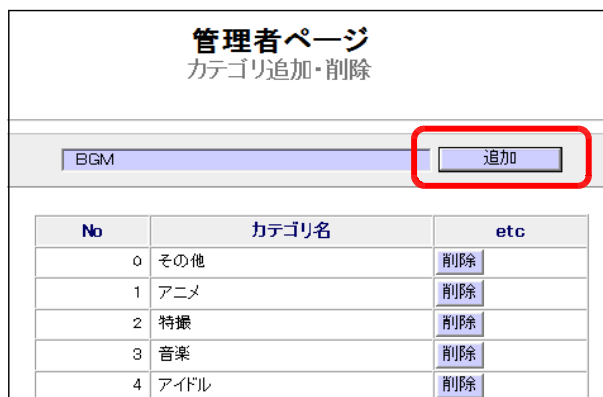 管理者ページ
カテゴリ追加・削除
BGM 追加
No カテゴリ名 etc
0 その他 削除
1 アニメ 削除
2 特撮 削除
3 音楽 削除
4 アイドル 削除